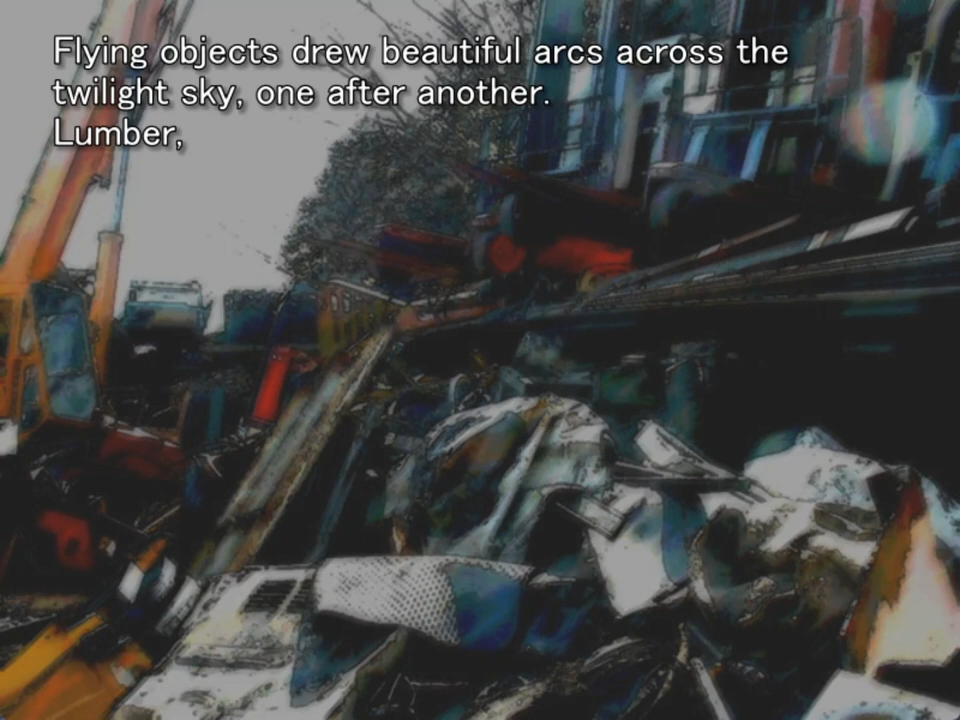 Flying objects drew beautiful arcs across the
twilight sky, one after another.
Lumber,